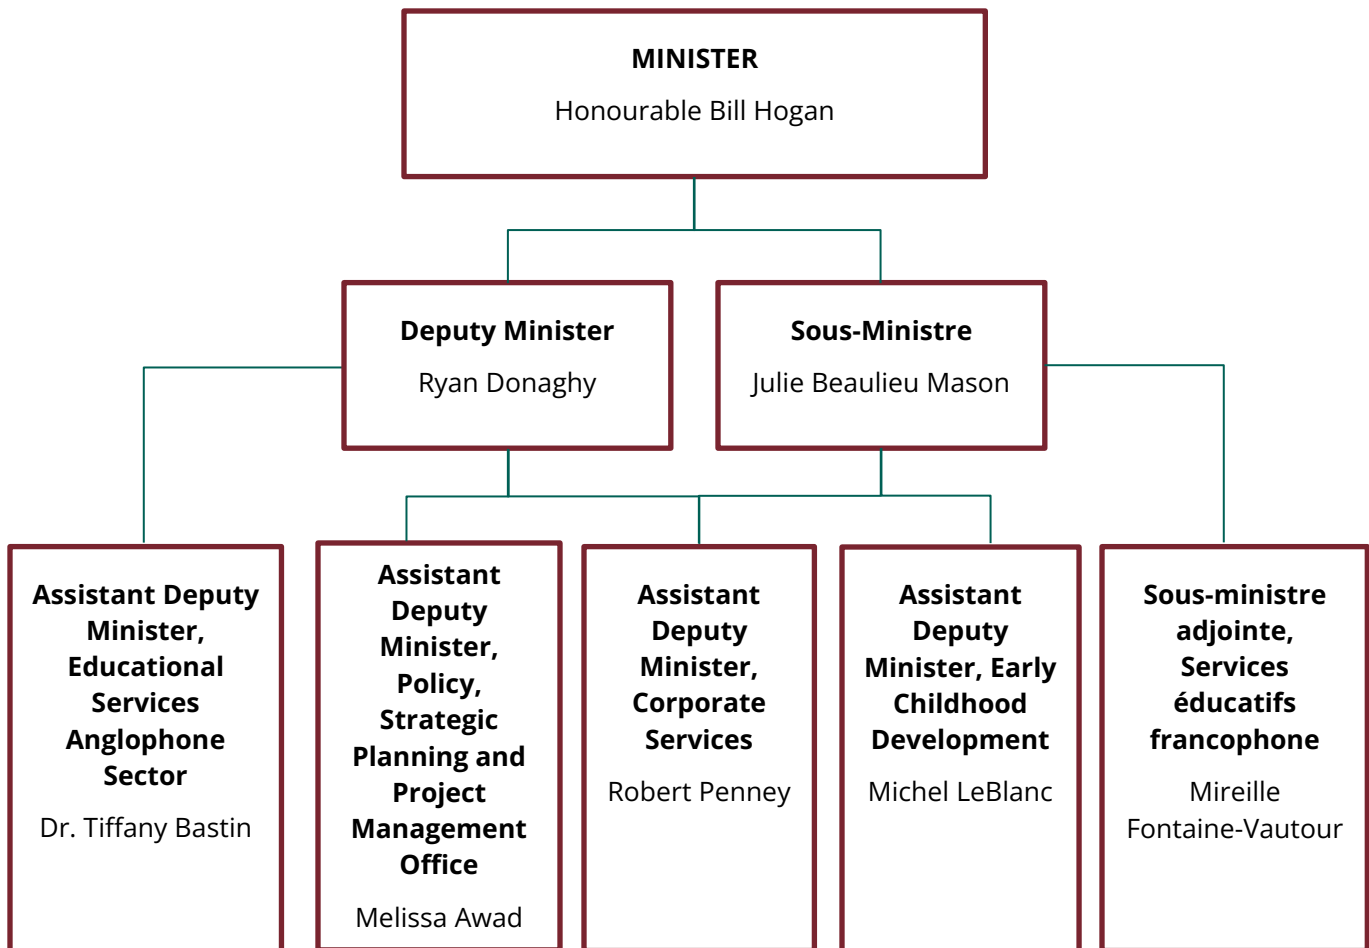 MINISTER
Honourable Bill Hogan
Deputy Minister
Ryan Donaghy
Sous-Ministre
Julie Beaulieu Mason
Assistant Deputy
Minister,
Educational
Services
Anglophone
Sector
Dr. Tiffany Bastin
Assistant
Deputy
Minister,
Policy,
Strategic
Planning and
Project
Management
Office
Melissa Awad
Assistant
Deputy
Minister,
Corporate
Services
Robert Penney
Assistant
Deputy
Minister, Early
Childhood
Development
Michel LeBlanc
Sous-ministre
adjointe,
Services
éducatifs
francophone
Mireille
Fontaine-Vautour